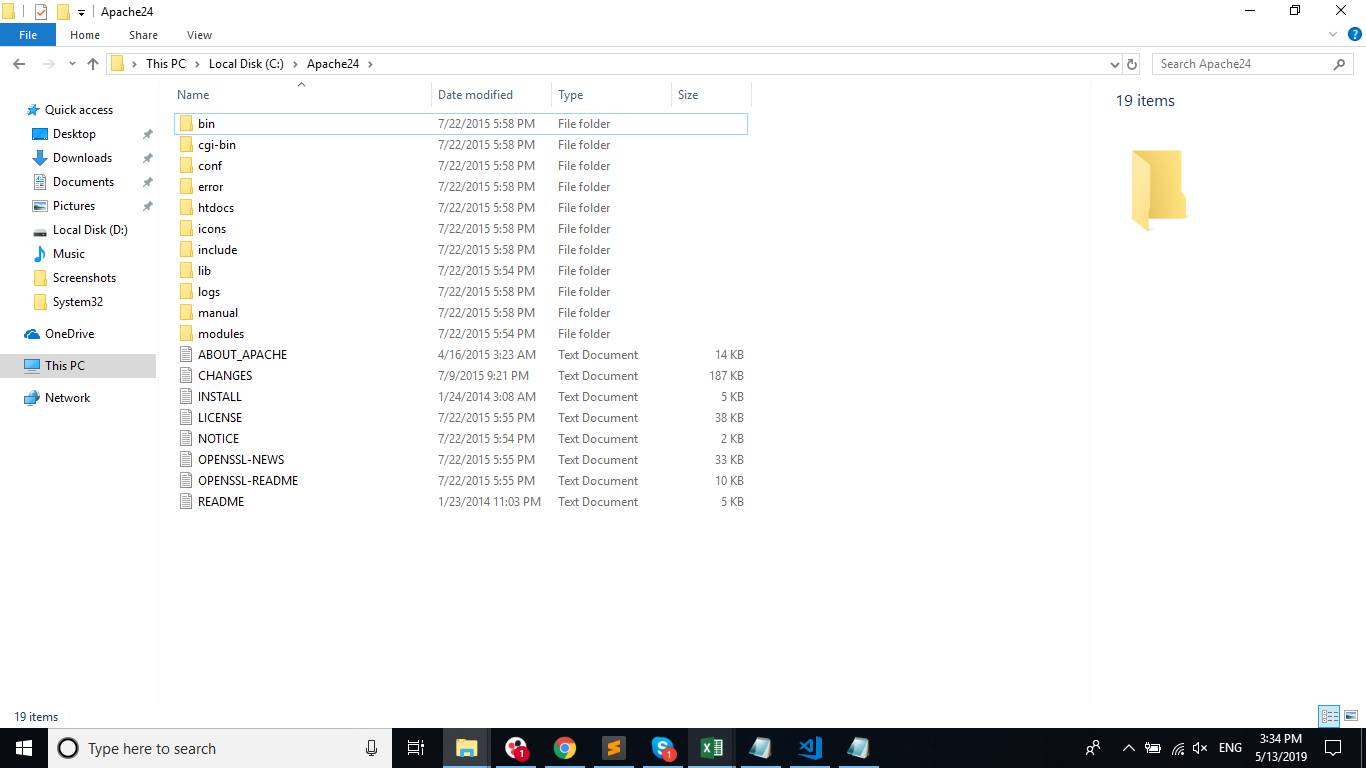 Apache24
File Home Share View
This PC Local Disk (C:) Apache24 Search Apache24
Name Date modified Type Size
19 items
Quick access
Desktop
Downloads
Documents
Pictures
Local Disk (D:)
Music
Screenshots
System32
OneDrive
This PC
Network
bin 7/22/2015 5:58 PM File folder
cgi-bin 7/22/2015 5:58 PM File folder
conf 7/22/2015 5:58 PM File folder
error 7/22/2015 5:58 PM File folder
htdocs 7/22/2015 5:58 PM File folder
icons 7/22/2015 5:58 PM File folder
include 7/22/2015 5:58 PM File folder
lib 7/22/2015 5:54 PM File folder
logs 7/22/2015 5:58 PM File folder
manual 7/22/2015 5:58 PM File folder
modules 7/22/2015 5:54 PM File folder
ABOUT_APACHE 4/16/2015 3:23 AM Text Document 14 KB
CHANGES 7/9/2015 9:21 PM Text Document 187 KB
INSTALL 1/24/2014 3:08 AM Text Document 5 KB
LICENSE 7/22/2015 5:55 PM Text Document 38 KB
NOTICE 7/22/2015 5:54 PM Text Document 2 KB
OPENSSL-NEWS 7/22/2015 5:55 PM Text Document 33 KB
OPENSSL-README 7/22/2015 5:55 PM Text Document 10 KB
README 1/23/2014 11:03 PM Text Document 5 KB
19 items
Type here to search
1
1
ENG
3:34 PM
5/13/2019